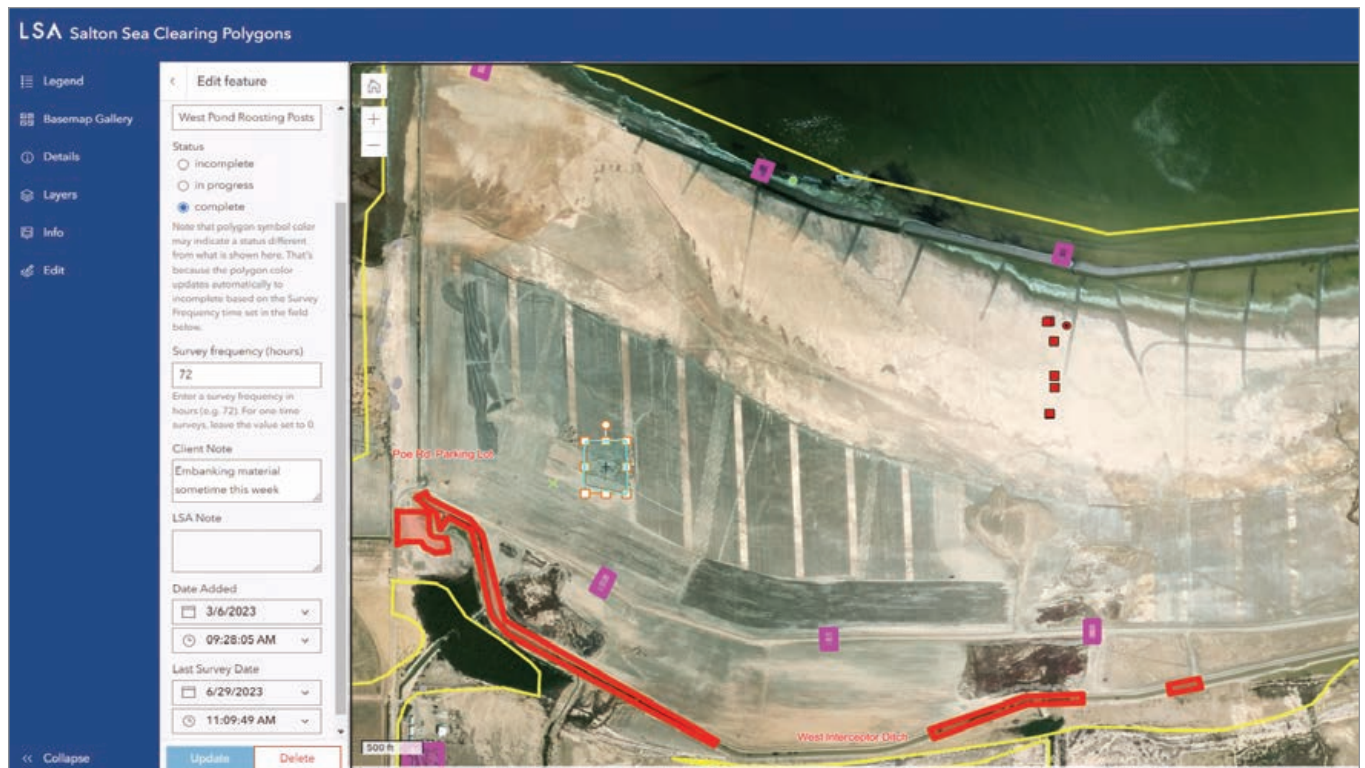 LSA Salton Sea Clearing Polygons
Legend
Basemap Gallery
Details
Layers
Info
Edit
Collapse
Edit feature
West Pond Roosting Posts
Status
incomplete
in progress
complete
Note that polygon symbol color
may indicate a status different
from what is shown here. That's
because the polygon color
updates automatically to
incomplete based on the Survey
Frequency time set in the field
below.
Survey frequency (hours)
72
Enter a survey frequency in
hours (e.g. 72). For one time
surveys, leave the value set to 0.
Client Note
Embanking material
sometime this week
LSA Note
Date Added
3/6/2023
09:28:05 AM
Last Survey Date
6/29/2023
11:09:49 AM
Update
Delete
Poe Rd. Parking Lot
West Interceptor Ditch
500 ft